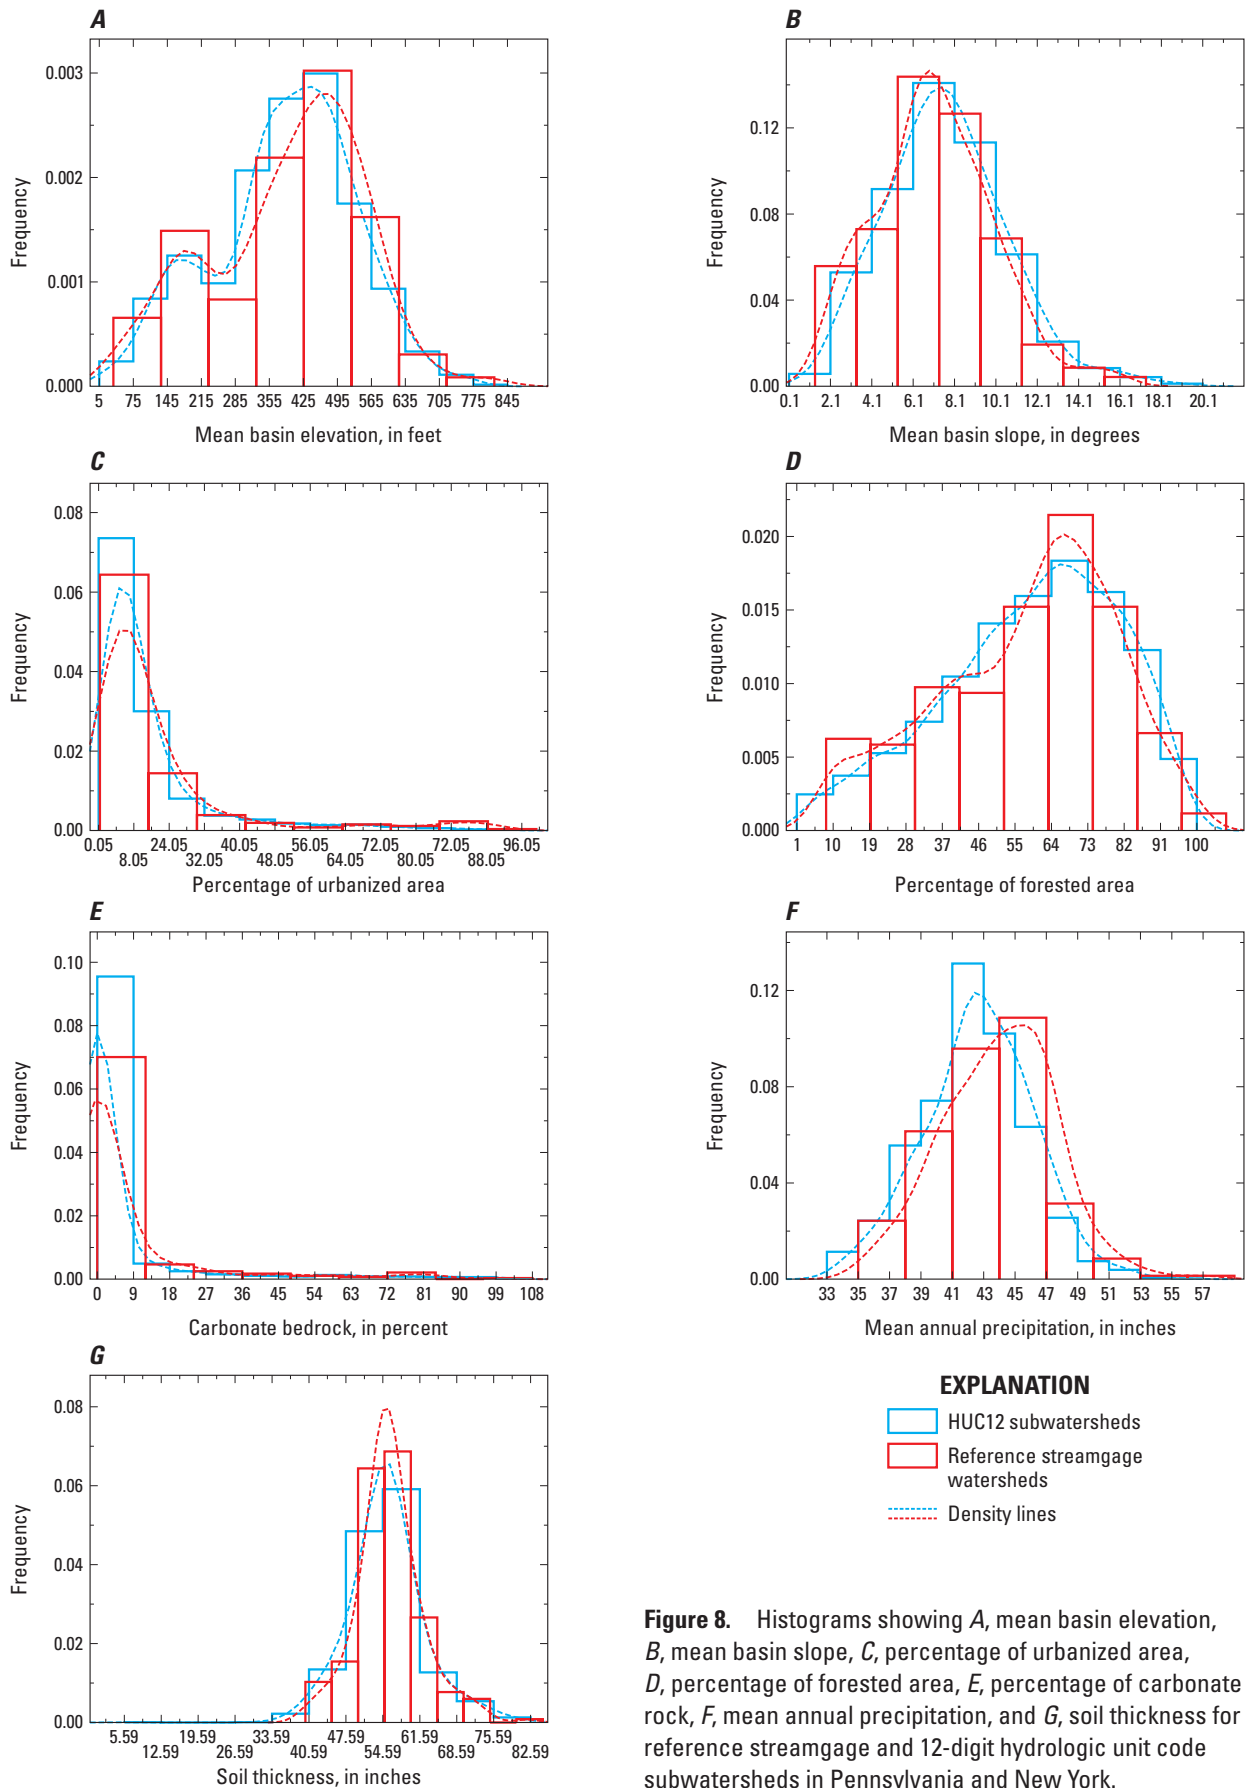 A
Frequency
0.003
0.002
0.001
0.000
5 75 145 215 285 355 425 495 565 635 705 775 845
Mean basin elevation, in feet
B
Frequency
0.12
0.08
0.04
0.00
0.1 2.1 4.1 6.1 8.1 10.1 12.1 14.1 16.1 18.1 20.1
Mean basin slope, in degrees
C
Frequency
0.08
0.06
0.04
0.02
0.00
0.05 24.05 40.05 56.05 72.05 72.05 96.05
8.05 32.05 48.05 64.05 80.05 88.05
Percentage of urbanized area
D
Frequency
0.020
0.015
0.010
0.005
0.000
1 10 19 28 37 46 55 64 73 82 91 100
Percentage of forested area
E
Frequency
0.10
0.08
0.06
0.04
0.02
0.00
0 9 18 27 36 45 54 63 72 81 90 99 108
Carbonate bedrock, in percent
F
Frequency
0.12
0.08
0.04
0.00
33 35 37 39 41 43 45 47 49 51 53 55 57
Mean annual precipitation, in inches
G
Frequency
0.08
0.06
0.04
0.02
0.00
5.59 19.59 33.59 47.59 61.59 75.59
12.59 26.59 40.59 54.59 68.59 82.59
Soil thickness, in inches
EXPLANATION
HUC12 subwatersheds
Reference streamgage
watersheds
Density lines
Figure 8. Histograms showing A, mean basin elevation,
B, mean basin slope, C, percentage of urbanized area,
D, percentage of forested area, E, percentage of carbonate
rock, F, mean annual precipitation, and G, soil thickness for
reference streamgage and 12-digit hydrologic unit code
subwatersheds in Pennsylvania and New York.